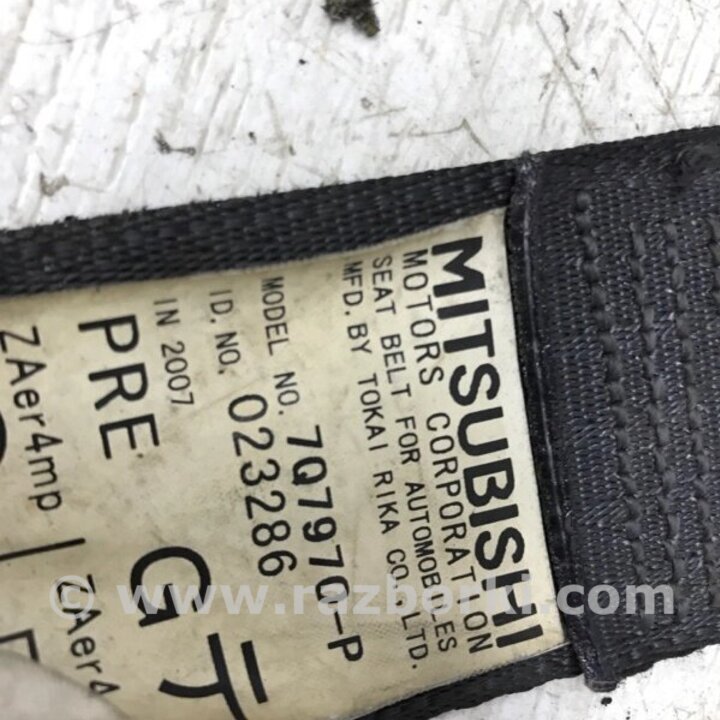 MITSUBISHI
MOTORS CORPORATION
SEAT BELT FOR AUTOMOBILES
MFD. BY TOKAI RIKA CO., LTD.
MODEL NO. 7Q797Q-P
ID. NO. 023286
IN 2007
PRE
ZAer4mp
ZAer4
© www.razborki.com